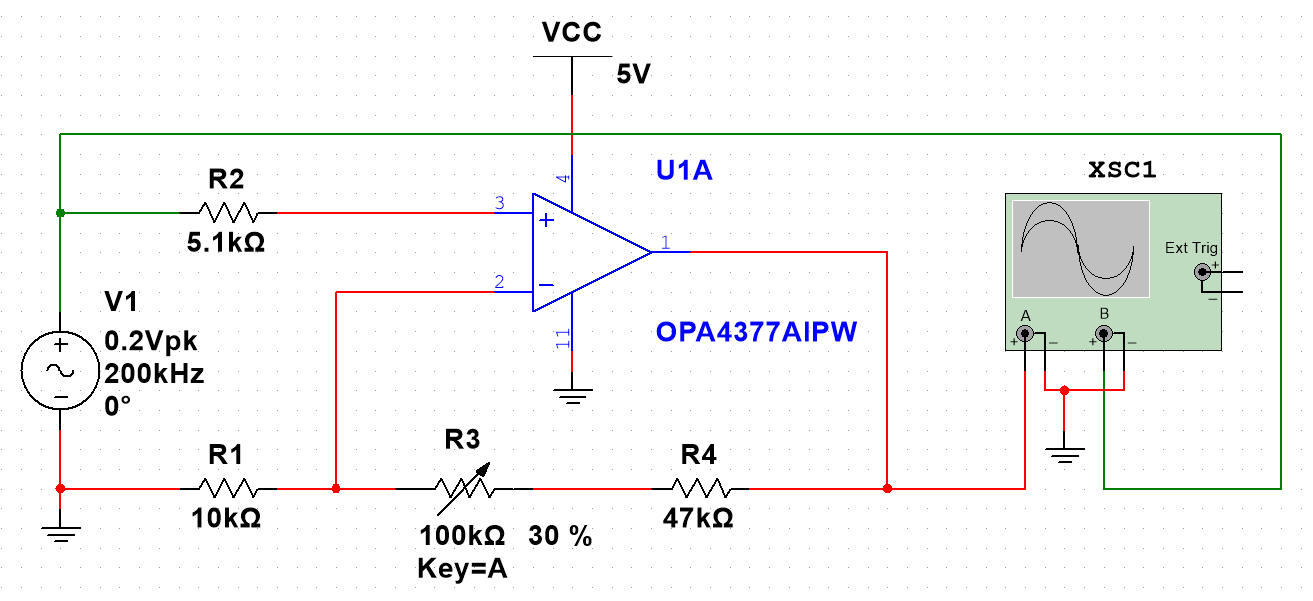 VCC
5V
R2
5.1kΩ
3
+
4
U1A
1
2
−
11
OPA4377AIPW
V1
+
−
0.2Vpk
200kHz
0°
R1
10kΩ
R3
100kΩ 30 %
Key=A
R4
47kΩ
XSC1
Ext Trig
+
−
A
B
+ − + −